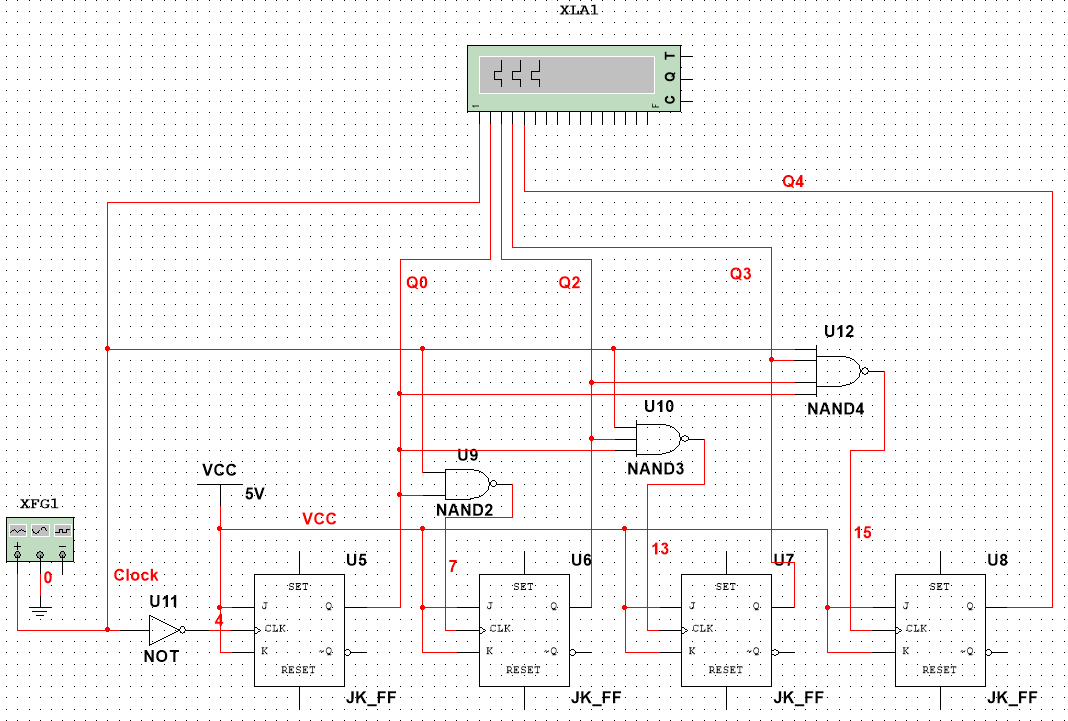 XLA1
T
Q
C
1
F
Q4
Q0
Q2
Q3
U12
NAND4
U10
NAND3
U9
NAND2
VCC
5V
XFG1
VCC
15
13
7
0
Clock
U11
NOT
4
U5
SET
J
Q
CLK
K
~Q
RESET
JK_FF
U6
SET
J
Q
CLK
K
~Q
RESET
JK_FF
U7
SET
J
Q
CLK
K
~Q
RESET
JK_FF
U8
SET
J
Q
CLK
K
~Q
RESET
JK_FF